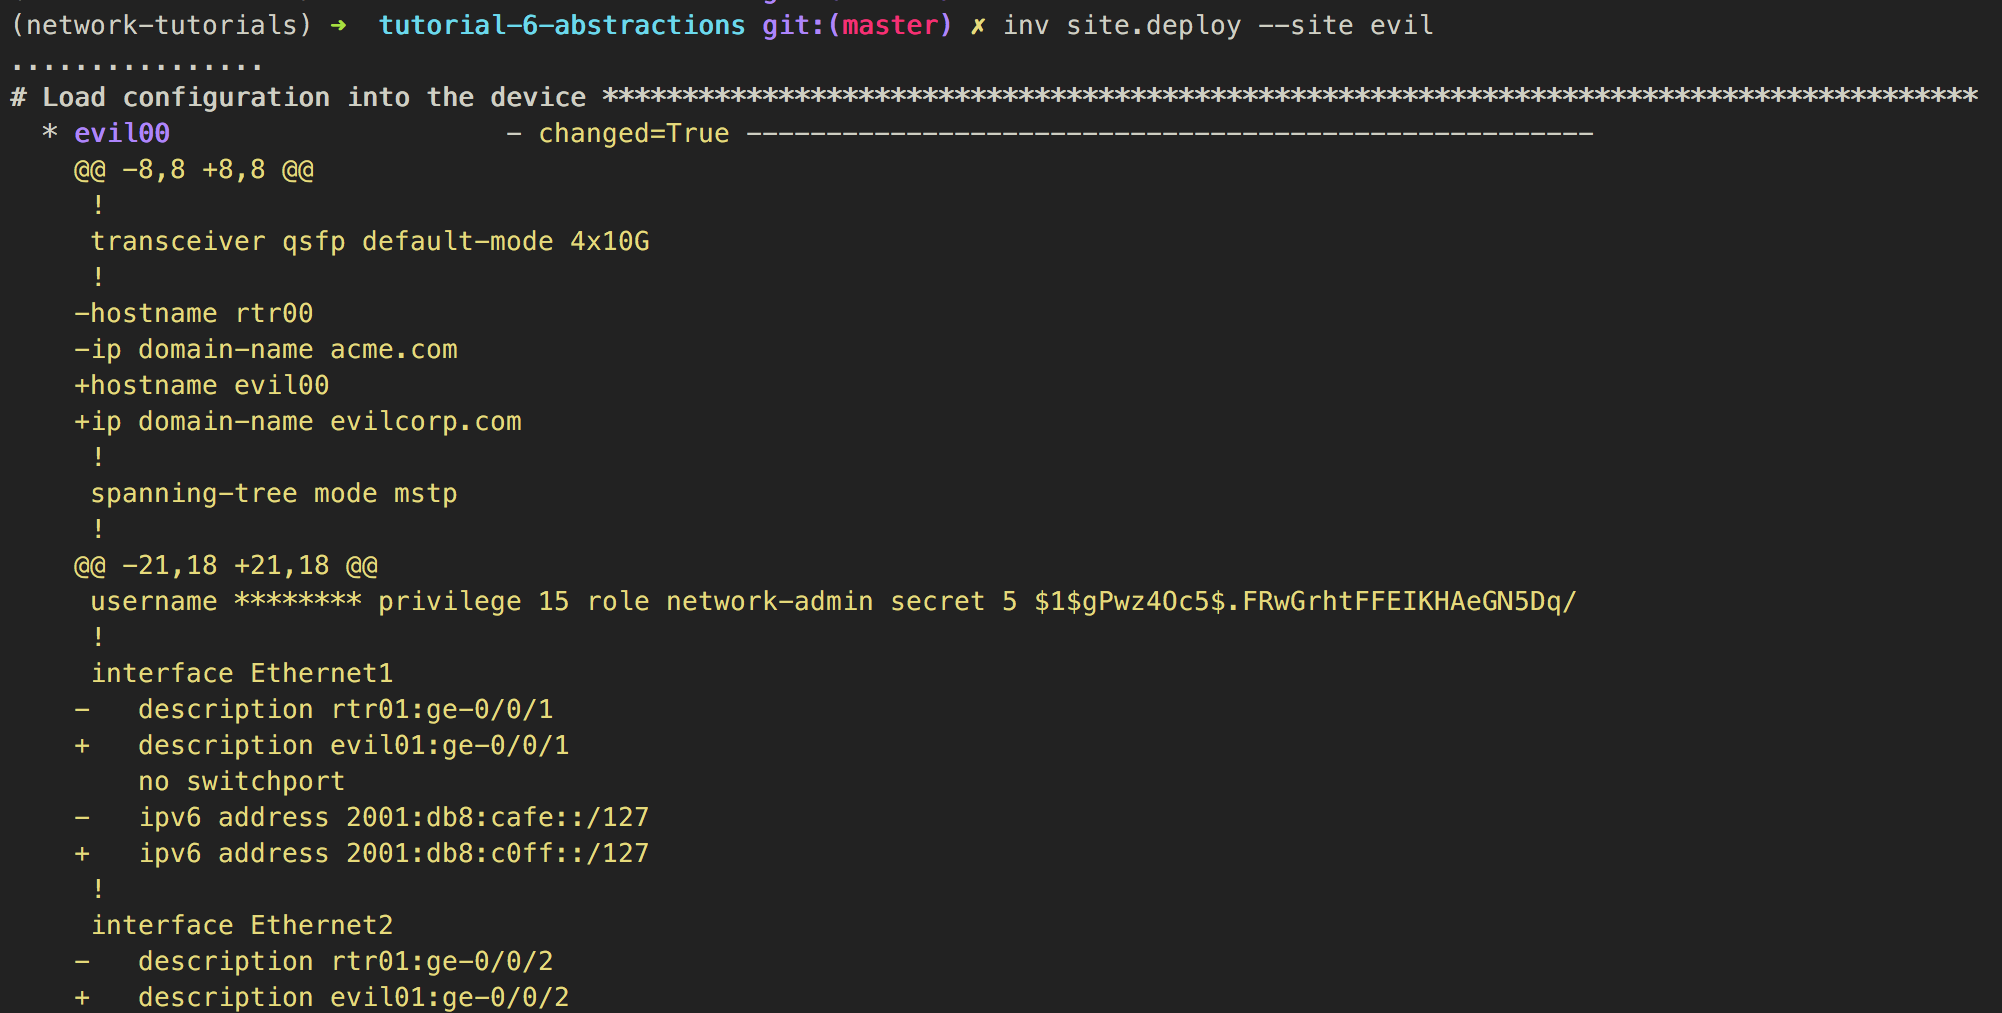 (network-tutorials) ➜  tutorial-6-abstractions git:(master) ✗ inv site.deploy --site evil
................
# Load configuration into the device **************************************************************************************
  * evil00                     - changed=True -----------------------------------------------------
    @@ -8,8 +8,8 @@
     !
     transceiver qsfp default-mode 4x10G
     !
    -hostname rtr00
    -ip domain-name acme.com
    +hostname evil00
    +ip domain-name evilcorp.com
     !
     spanning-tree mode mstp
     !
    @@ -21,18 +21,18 @@
     username ******** privilege 15 role network-admin secret 5 $1$gPwz4Oc5$.FRwGrhtFFEIKHAeGN5Dq/
     !
     interface Ethernet1
    -   description rtr01:ge-0/0/1
    +   description evil01:ge-0/0/1
        no switchport
    -   ipv6 address 2001:db8:cafe::/127
    +   ipv6 address 2001:db8:c0ff::/127
     !
     interface Ethernet2
    -   description rtr01:ge-0/0/2
    +   description evil01:ge-0/0/2